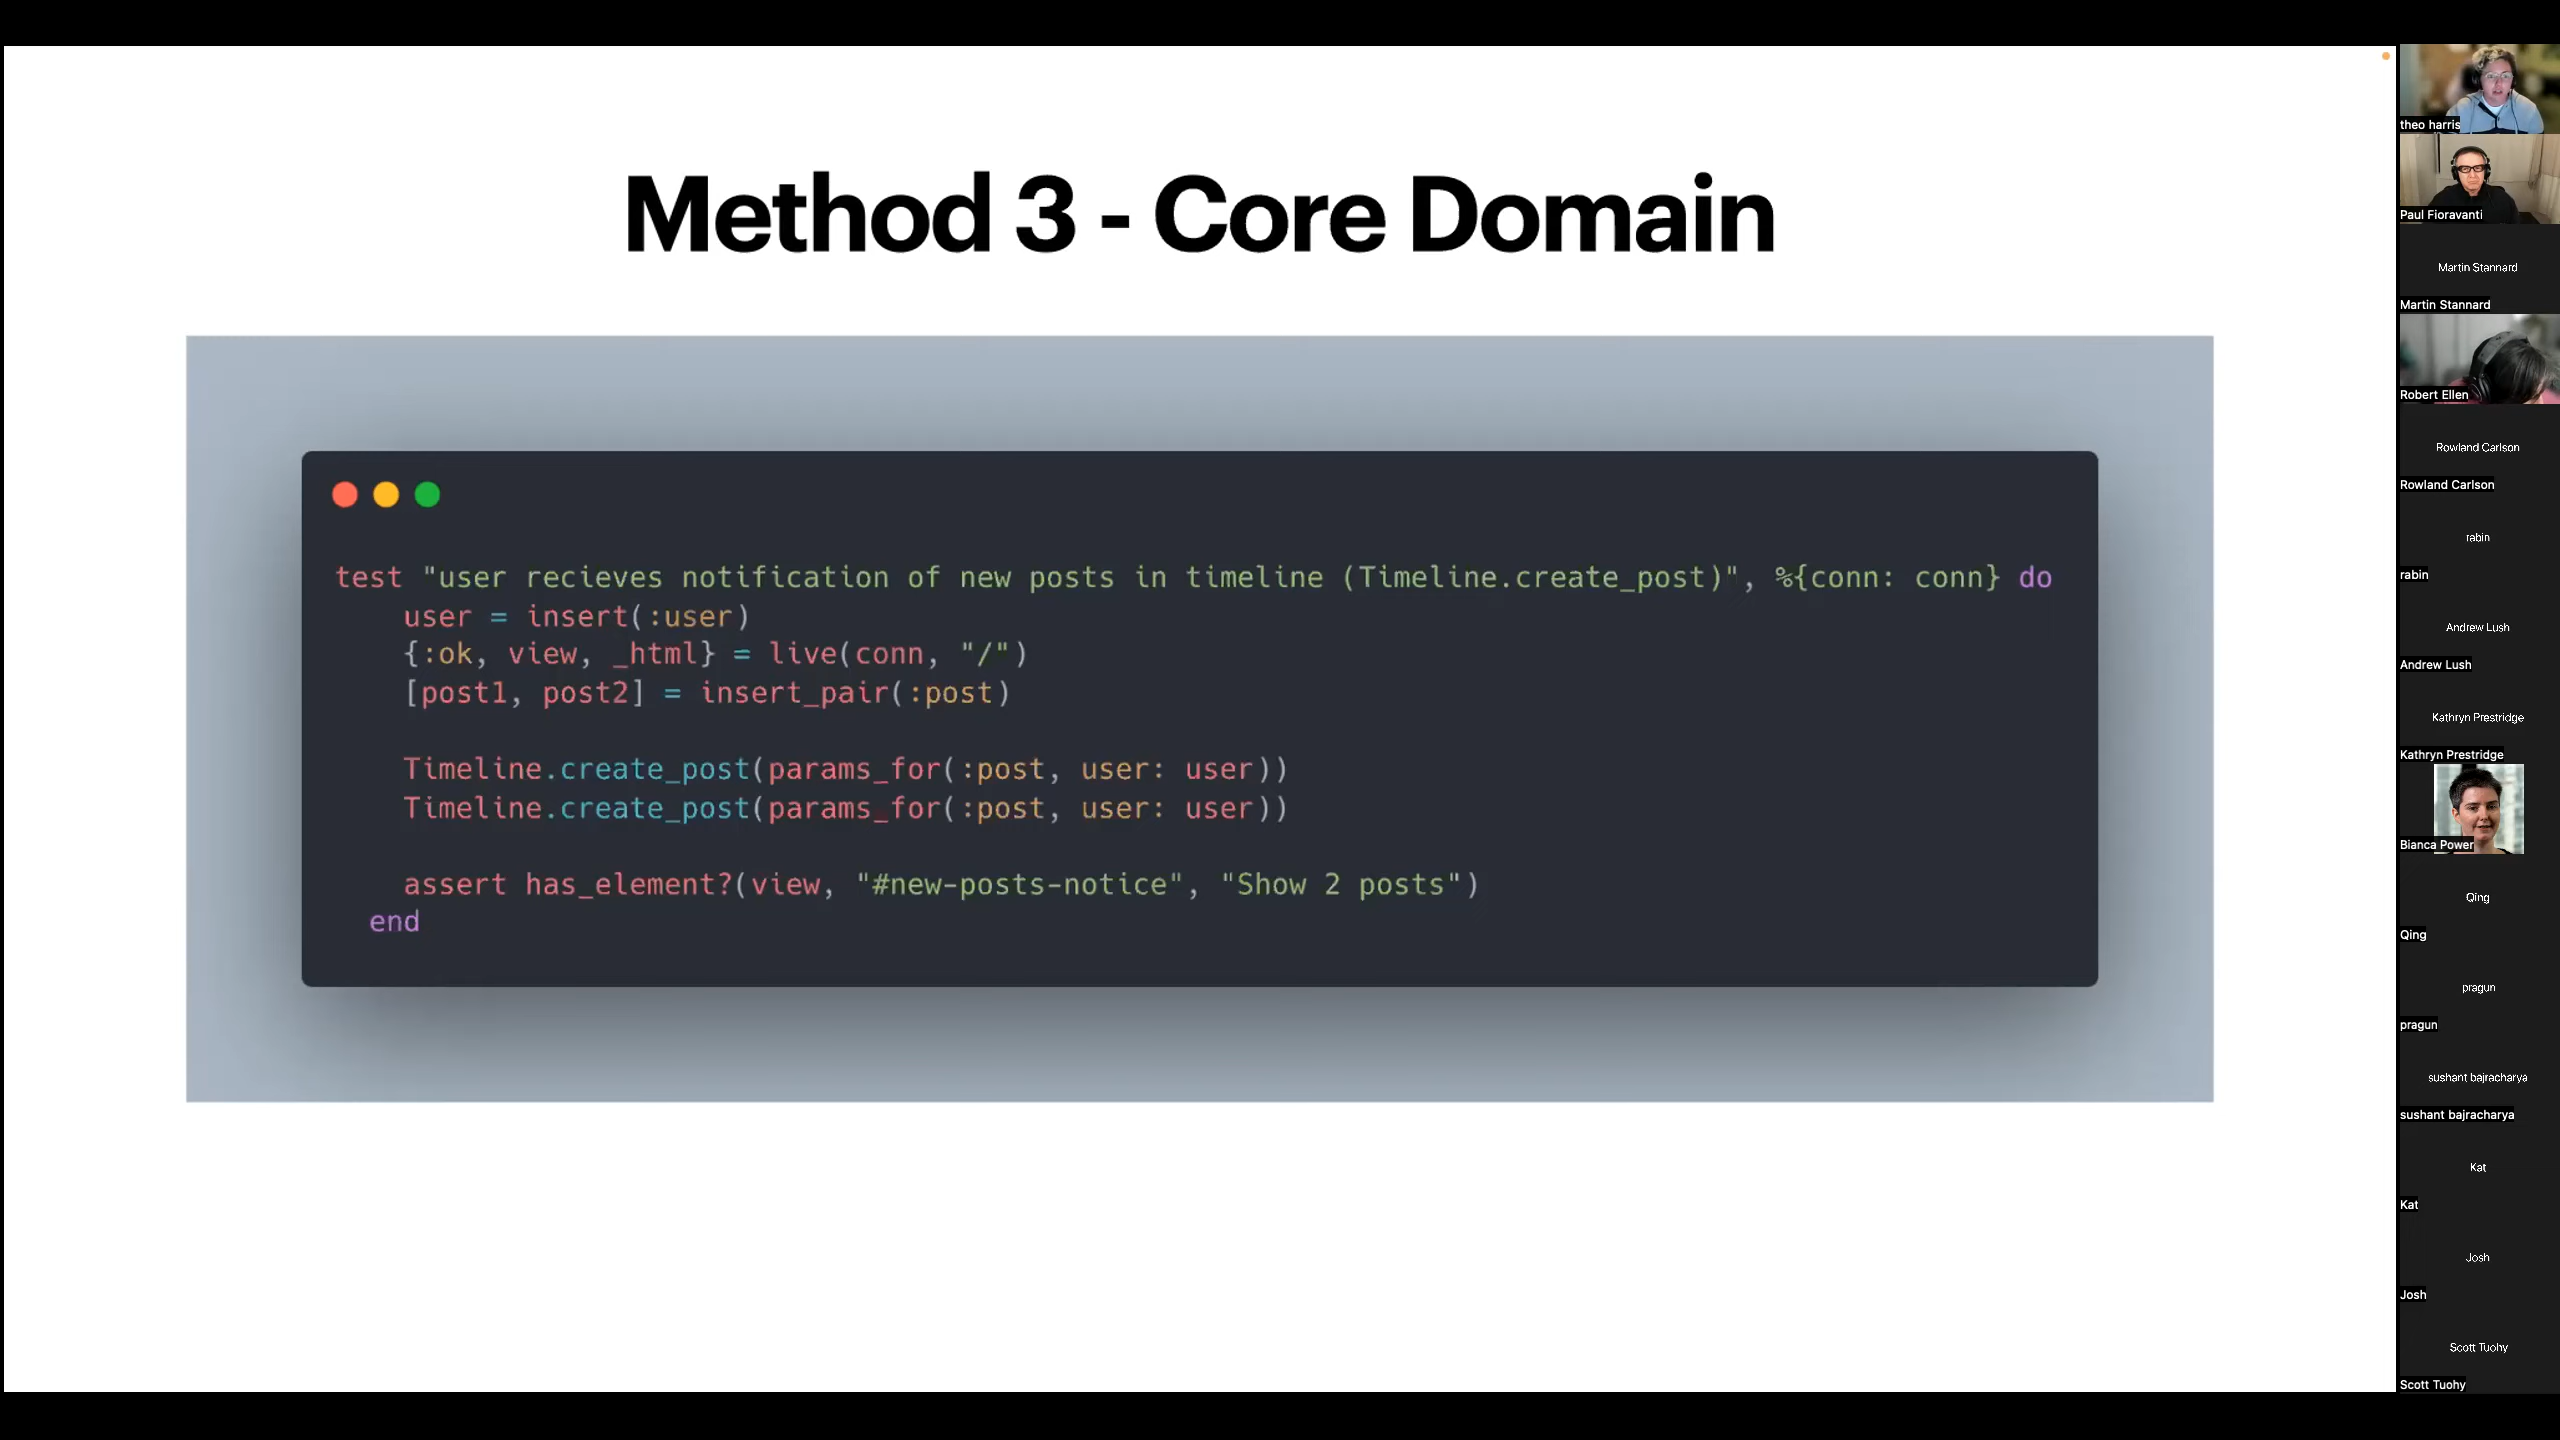 Method 3 - Core Domain
test "user recieves notification of new posts in timeline (Timeline.create_post)", %{conn: conn} do
    user = insert(:user)
    {:ok, view, _html} = live(conn, "/")
    [post1, post2] = insert_pair(:post)
    Timeline.create_post(params_for(:post, user: user))
    Timeline.create_post(params_for(:post, user: user))
    assert has_element?(view, "#new-posts-notice", "Show 2 posts")
  end
theo harris
Paul Fioravanti
Martin Stannard
Martin Stannard
Robert Ellen
Rowland Carlson
Rowland Carlson
rabin
rabin
Andrew Lush
Andrew Lush
Kathryn Prestridge
Kathryn Prestridge
Bianca Power
Qing
Qing
pragun
pragun
sushant bajracharya
sushant bajracharya
Kat
Kat
Josh
Josh
Scott Tuohy
Scott Tuohy